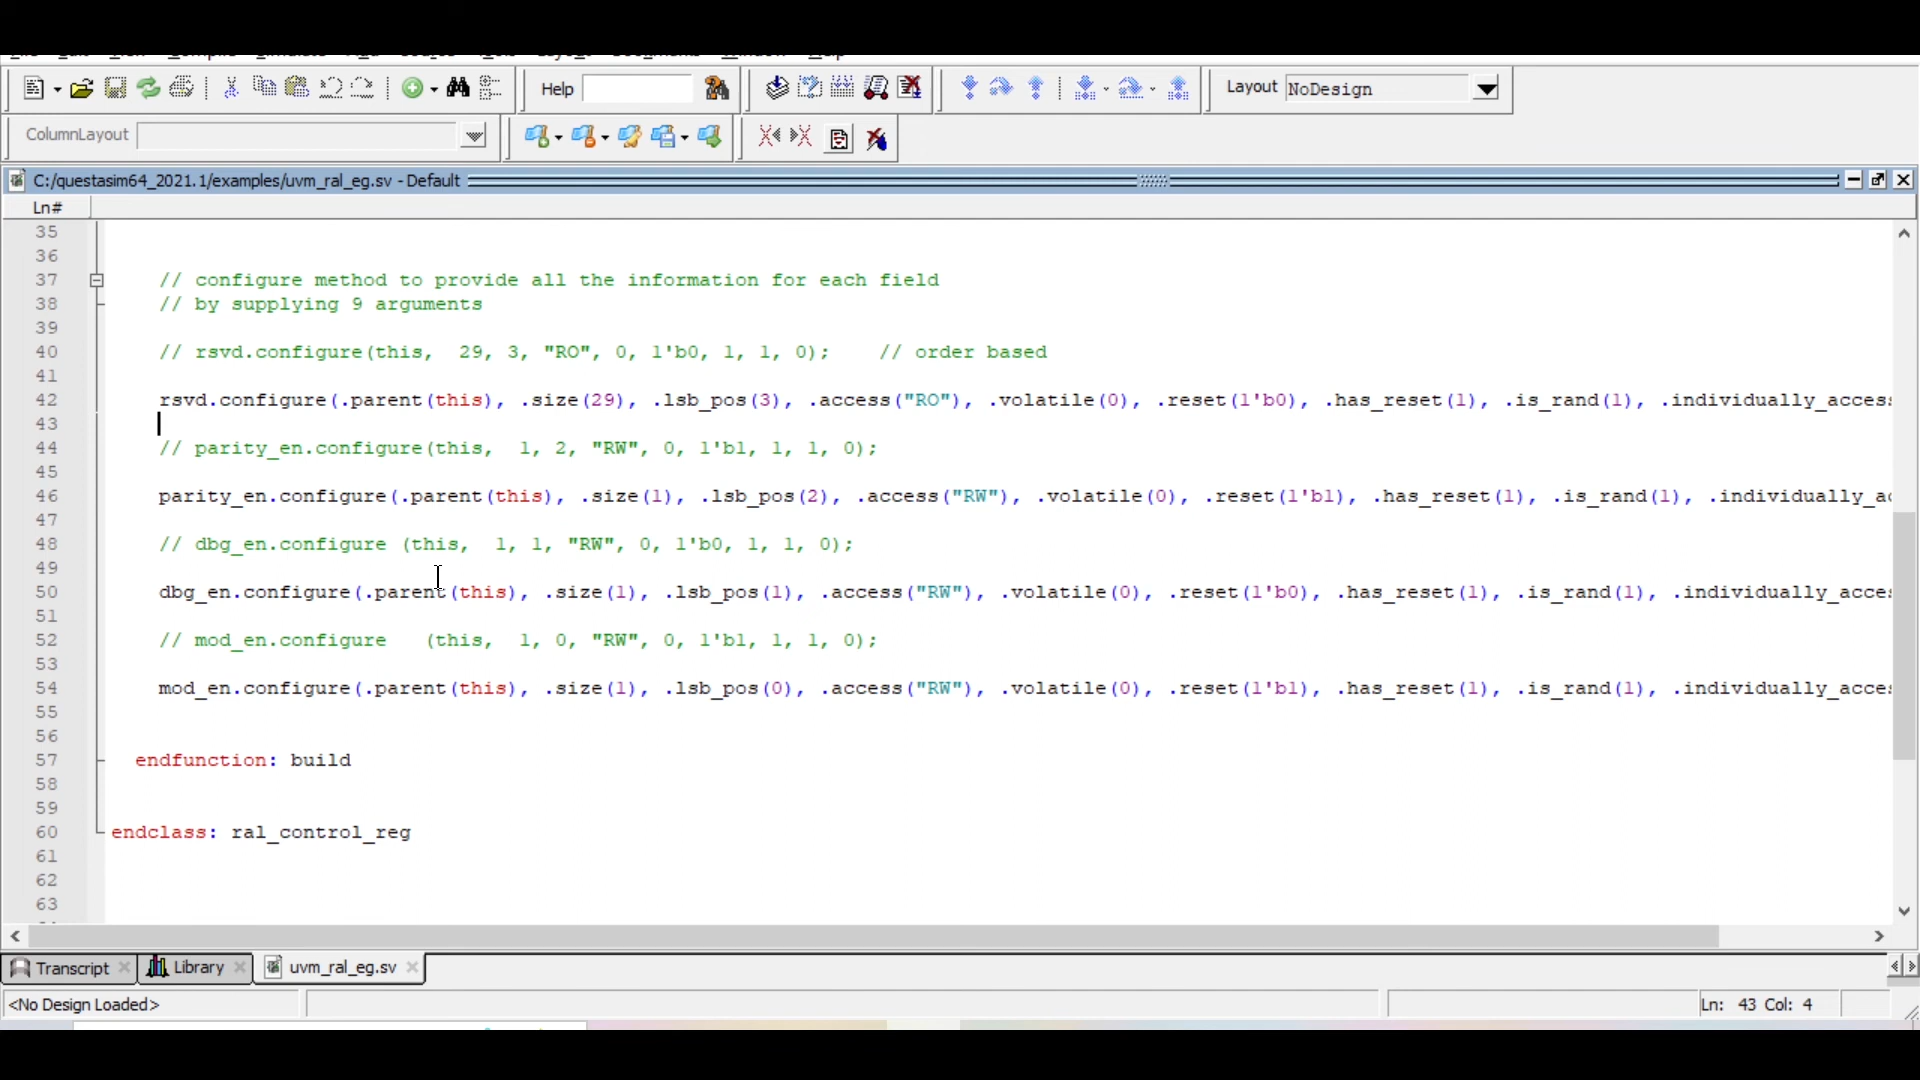 Help
Layout NoDesign
ColumnLayout
C:/questasim64_2021.1/examples/uvm_ral_eg.sv - Default
Ln#
35
36
37 // configure method to provide all the information for each field
38 // by supplying 9 arguments
39
40 // rsvd.configure(this, 29, 3, "RO", 0, 1'b0, 1, 1, 0); // order based
41
42 rsvd.configure(.parent(this), .size(29), .lsb_pos(3), .access("RO"), .volatile(0), .reset(1'b0), .has_reset(1), .is_rand(1), .individually_acces
43
44 // parity_en.configure(this, 1, 2, "RW", 0, 1'b1, 1, 1, 0);
45
46 parity_en.configure(.parent(this), .size(1), .lsb_pos(2), .access("RW"), .volatile(0), .reset(1'b1), .has_reset(1), .is_rand(1), .individually_a
47
48 // dbg_en.configure (this, 1, 1, "RW", 0, 1'b0, 1, 1, 0);
49
50 dbg_en.configure(.parent(this), .size(1), .lsb_pos(1), .access("RW"), .volatile(0), .reset(1'b0), .has_reset(1), .is_rand(1), .individually_acces
51
52 // mod_en.configure (this, 1, 0, "RW", 0, 1'b1, 1, 1, 0);
53
54 mod_en.configure(.parent(this), .size(1), .lsb_pos(0), .access("RW"), .volatile(0), .reset(1'b1), .has_reset(1), .is_rand(1), .individually_acces
55
56
57 endfunction: build
58
59
60 endclass: ral_control_reg
61
62
63
Transcript Library uvm_ral_eg.sv
<No Design Loaded> Ln: 43 Col: 4